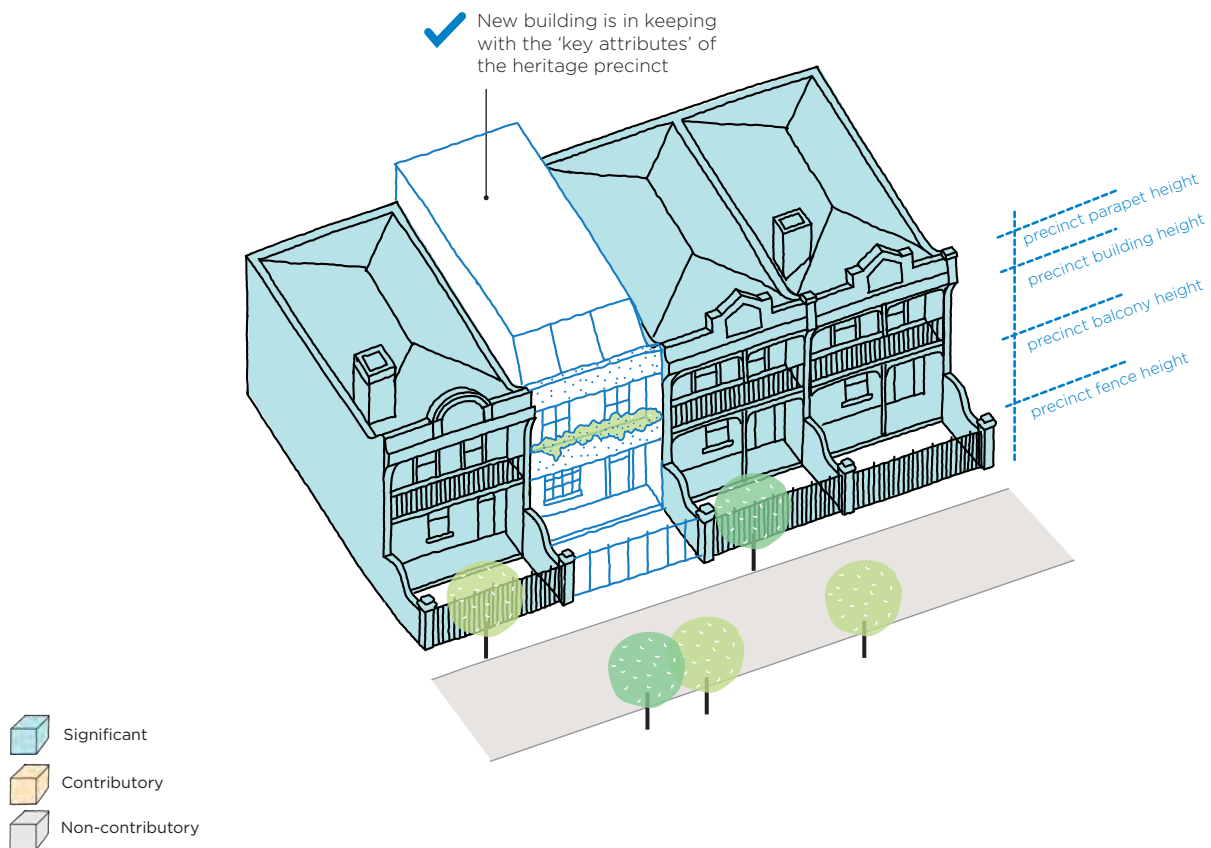 New building is in keeping
with the ‘key attributes’ of
the heritage precinct
precinct parapet height
precinct building height
precinct balcony height
precinct fence height
Significant
Contributory
Non-contributory